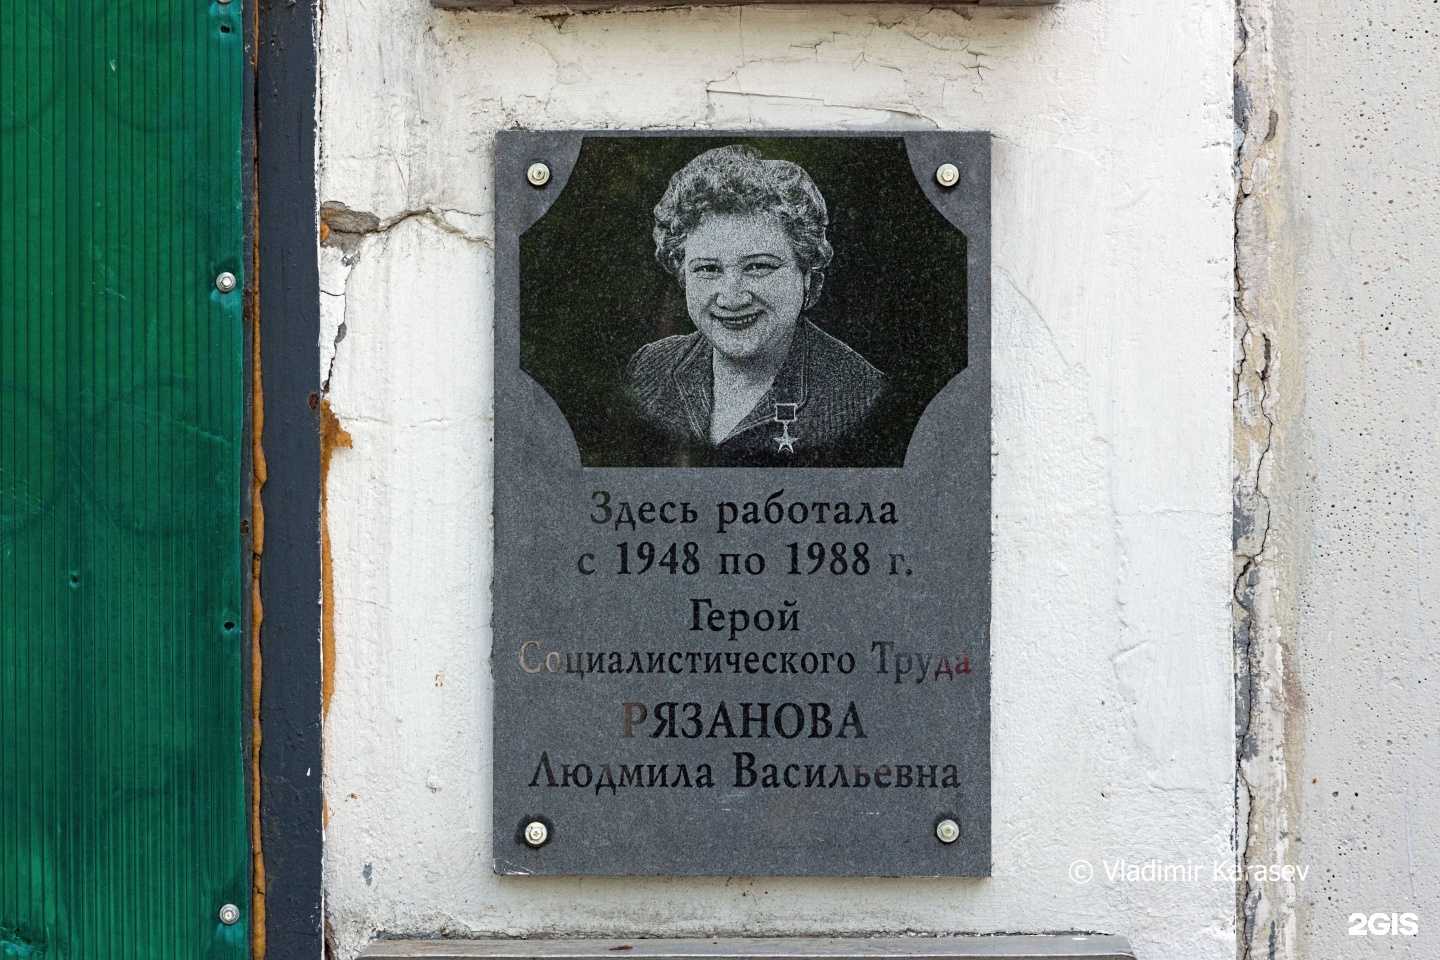 Здесь работала
с 1948 по 1988 г.
Герой
Социалистического Труда
РЯЗАНОВА
Людмила Васильевна
© Vladimir Karasev
2GIS